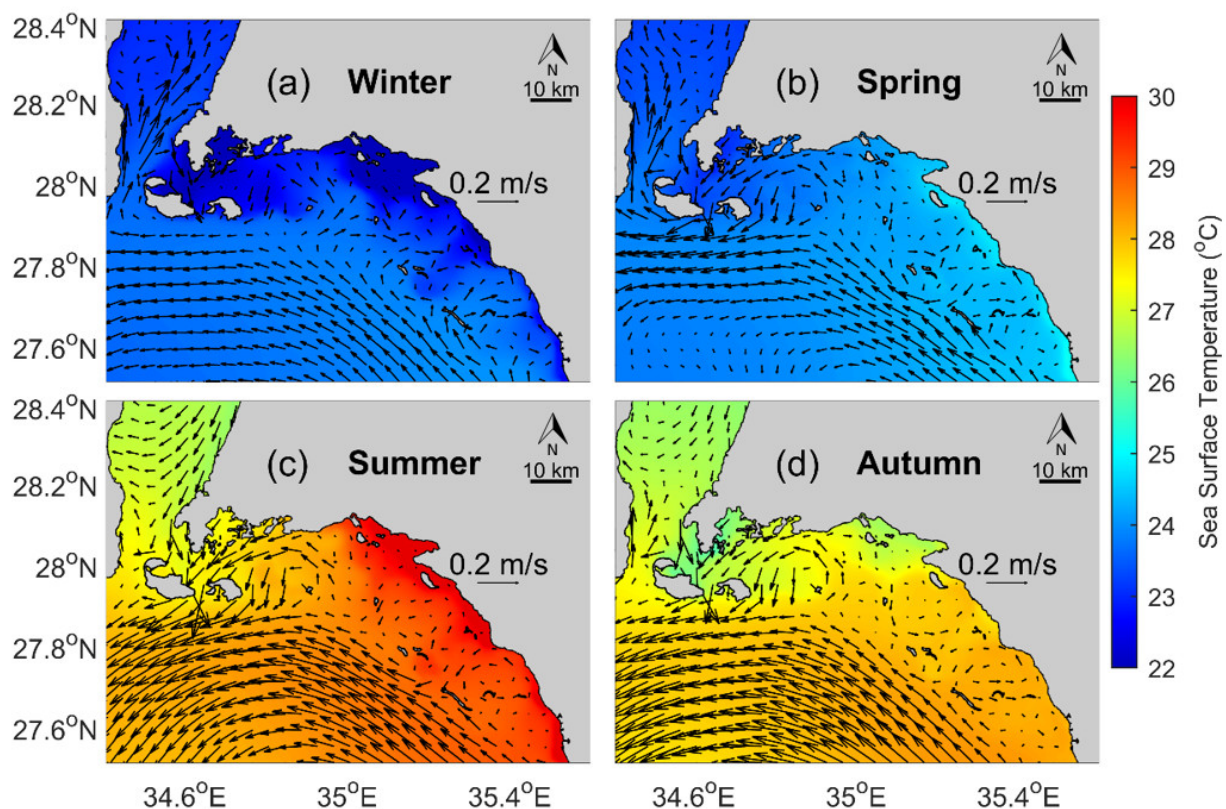 28.4°N
28.2°N
28°N
27.8°N
27.6°N
(a) Winter
N
10 km
0.2 m/s
(b) Spring
N
10 km
0.2 m/s
28.4°N
28.2°N
28°N
27.8°N
27.6°N
(c) Summer
N
10 km
0.2 m/s
(d) Autumn
N
10 km
0.2 m/s
34.6°E
35°E
35.4°E
34.6°E
35°E
35.4°E
30
29
28
27
26
25
24
23
22
Sea Surface Temperature (°C)